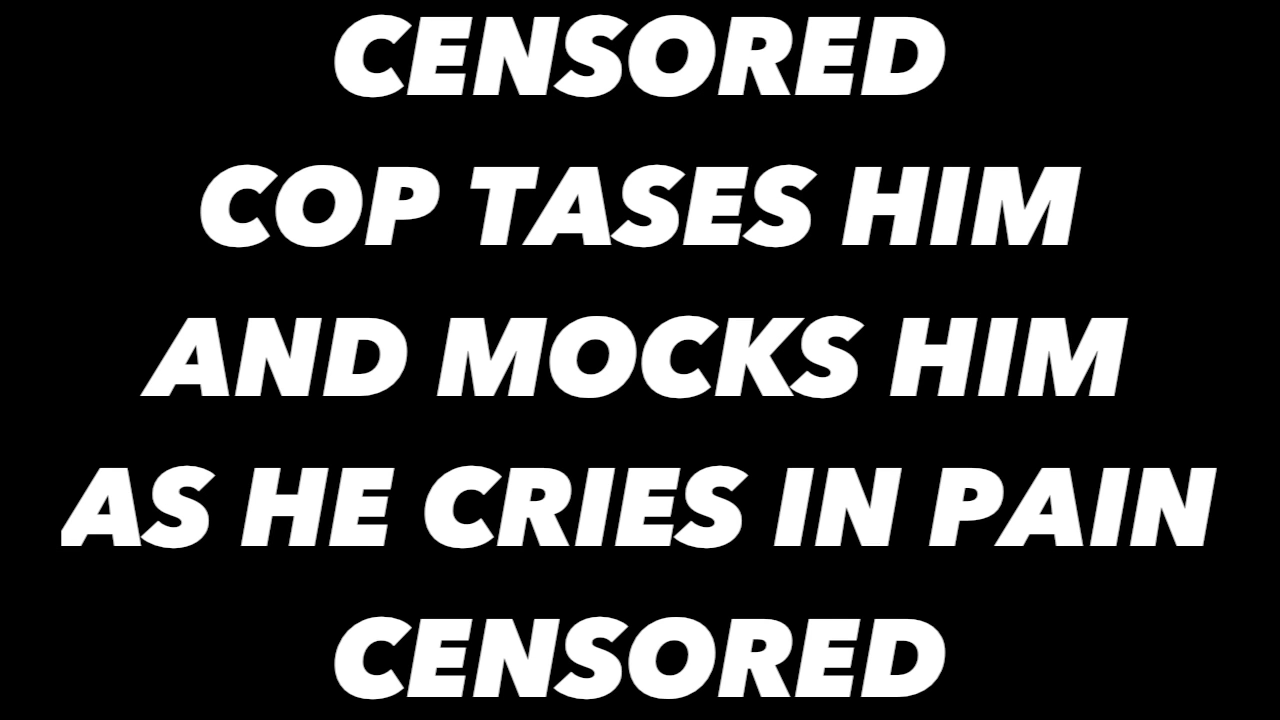 CENSORED
COP TASES HIM
AND MOCKS HIM
AS HE CRIES IN PAIN
CENSORED